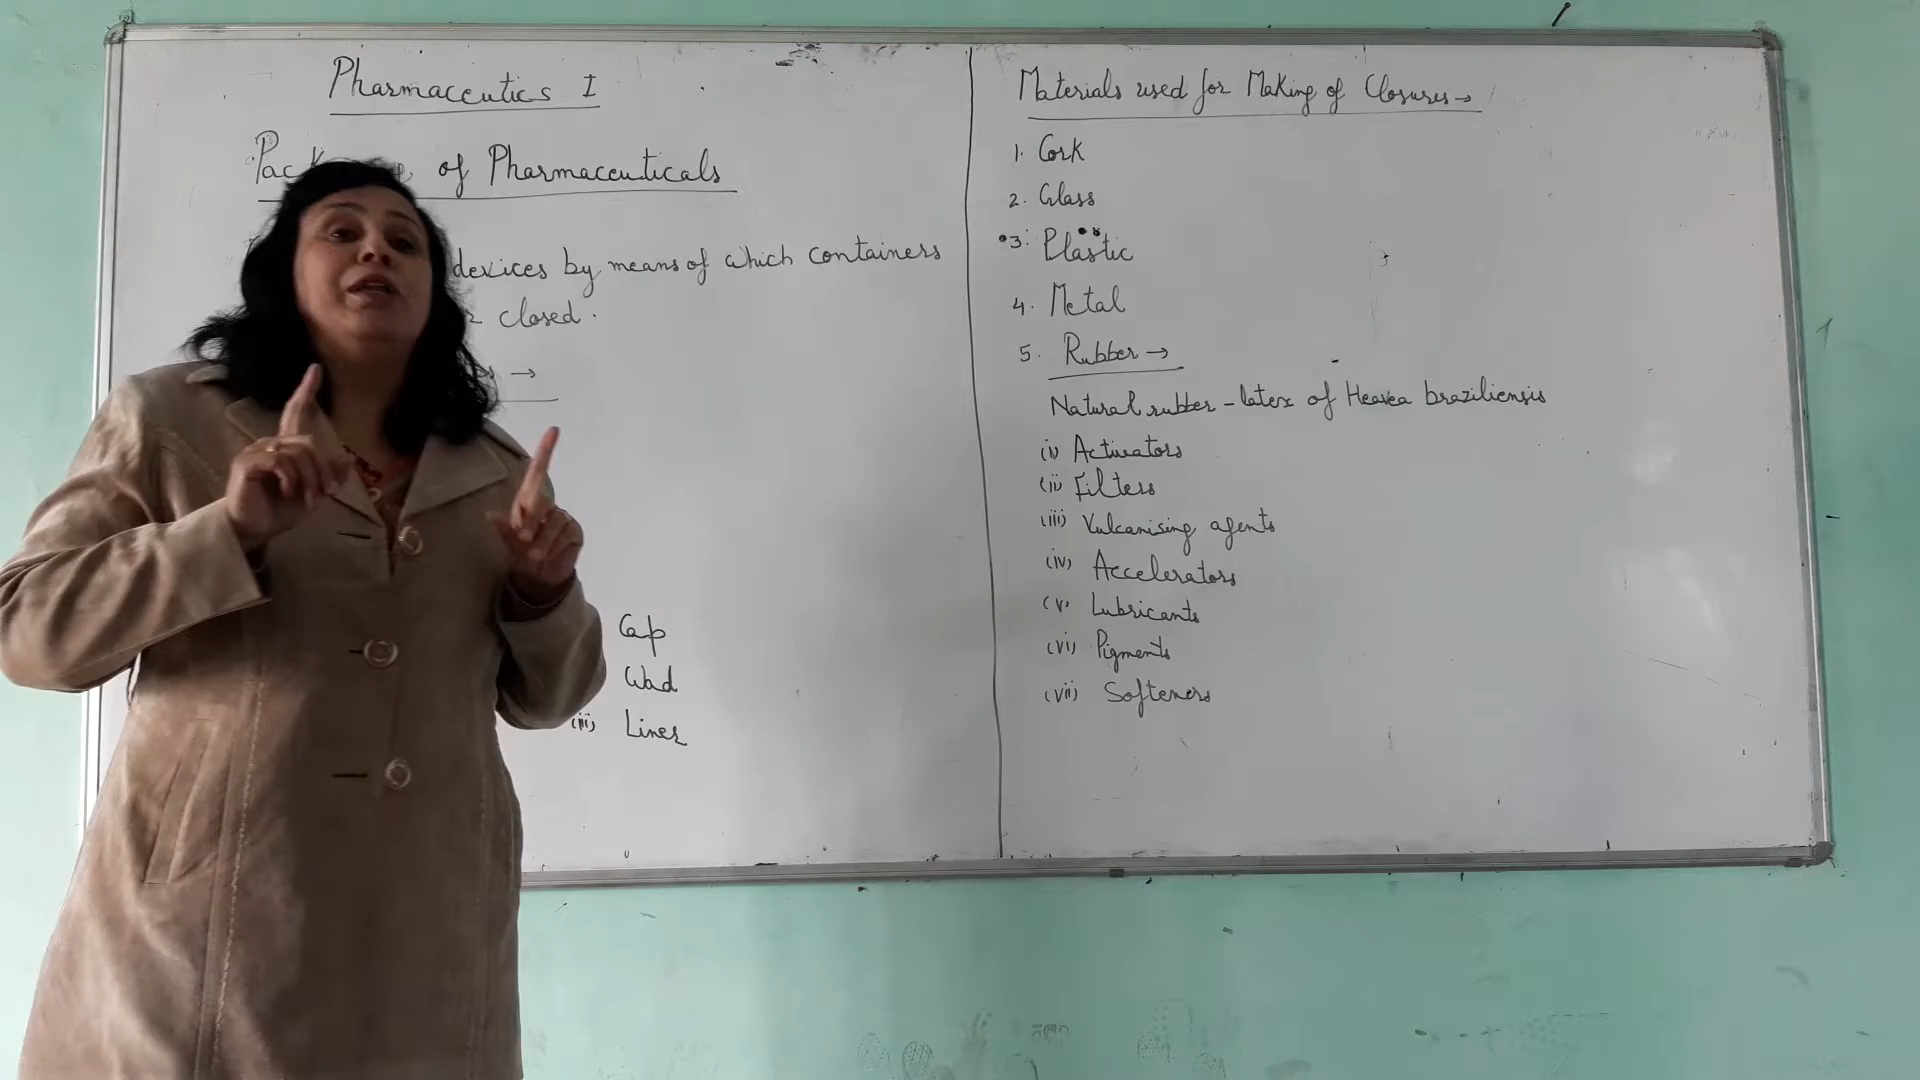 Pharmaceutics I
of Pharmaceuticals
devices by means of which containers
closed.
→
Cap
Wad
(iii) Liner
Materials used for Making of Closures→
1. Cork
2. Glass
3. Plastic
4. Metal
5. Rubber →
Natural rubber - latex of Heavea braziliensis
(i) Activators
(ii) Filters
(iii) Vulcanising agents
(iv) Accelerators
(v) Lubricants
(vi) Pigments
(vii) Softeners